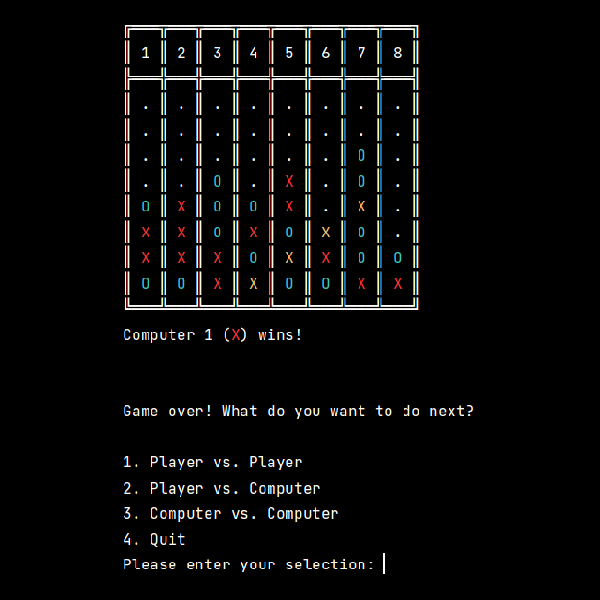 1 2 3 4 5 6 7 8
. . . . . . . .
. . . . . . . .
. . . . . . O .
. . O . X . O .
O X O O X . X .
X X O X O X O .
X X X O X X O O
O O X X O O X X
Computer 1 (X) wins!
Game over! What do you want to do next?
1. Player vs. Player
2. Player vs. Computer
3. Computer vs. Computer
4. Quit
Please enter your selection: